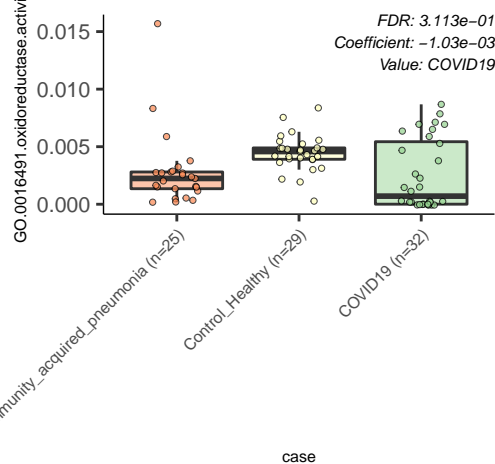 FDR: 3.113e−01
Coefficient: −1.03e−03
Value: COVID19
GO.0016491.oxidoreductase.activi
0.015
0.010
0.005
0.000
munity_acquired_pneumonia (n=25)
Control_Healthy (n=29)
COVID19 (n=32)
case